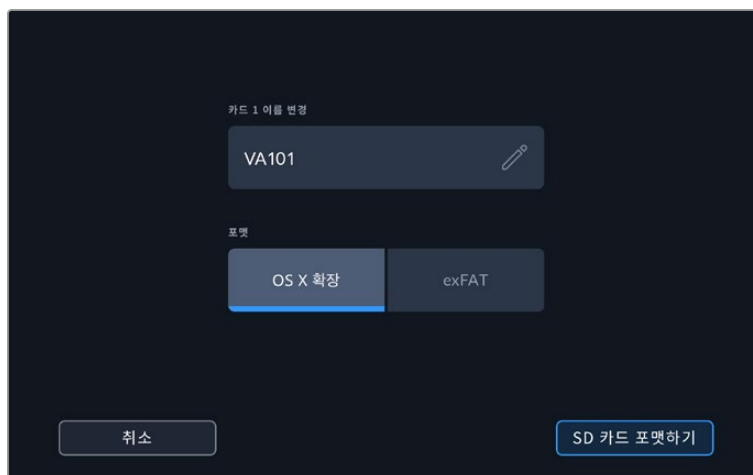 카드 1 이름 변경
VA101
포맷
OS X 확장 exFAT
취소 SD 카드 포맷하기